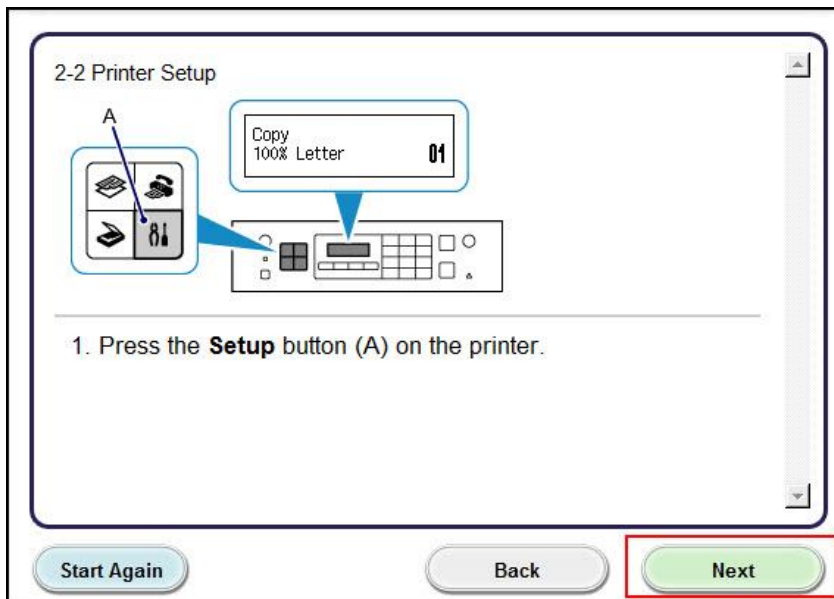 2-2 Printer Setup
A
Copy
100% Letter 01
1. Press the Setup button (A) on the printer.
Start Again
Back
Next